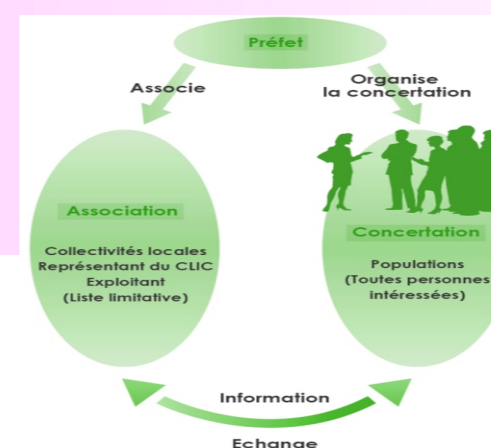 Préfet
Associe
Organise
la concertation
Association
Collectivités locales
Représentant du CLIC
Exploitant
(Liste limitative)
Concertation
Populations
(Toutes personnes
intéressées)
Information
Echange